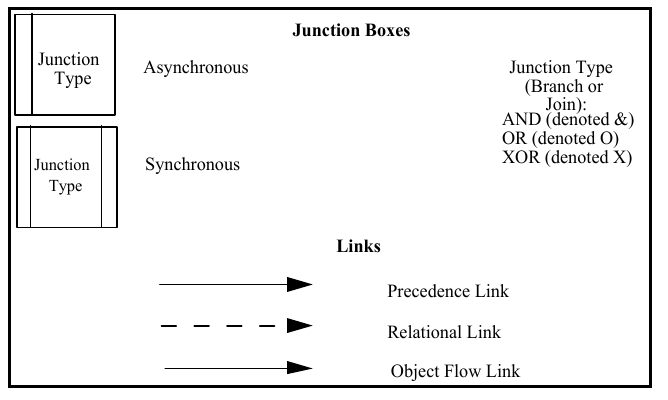 Junction Boxes
Junction
Type
Asynchronous
Junction Type
(Branch or
Join):
AND (denoted &)
OR (denoted O)
XOR (denoted X)
Junction
Type
Synchronous
Links
Precedence Link
Relational Link
Object Flow Link